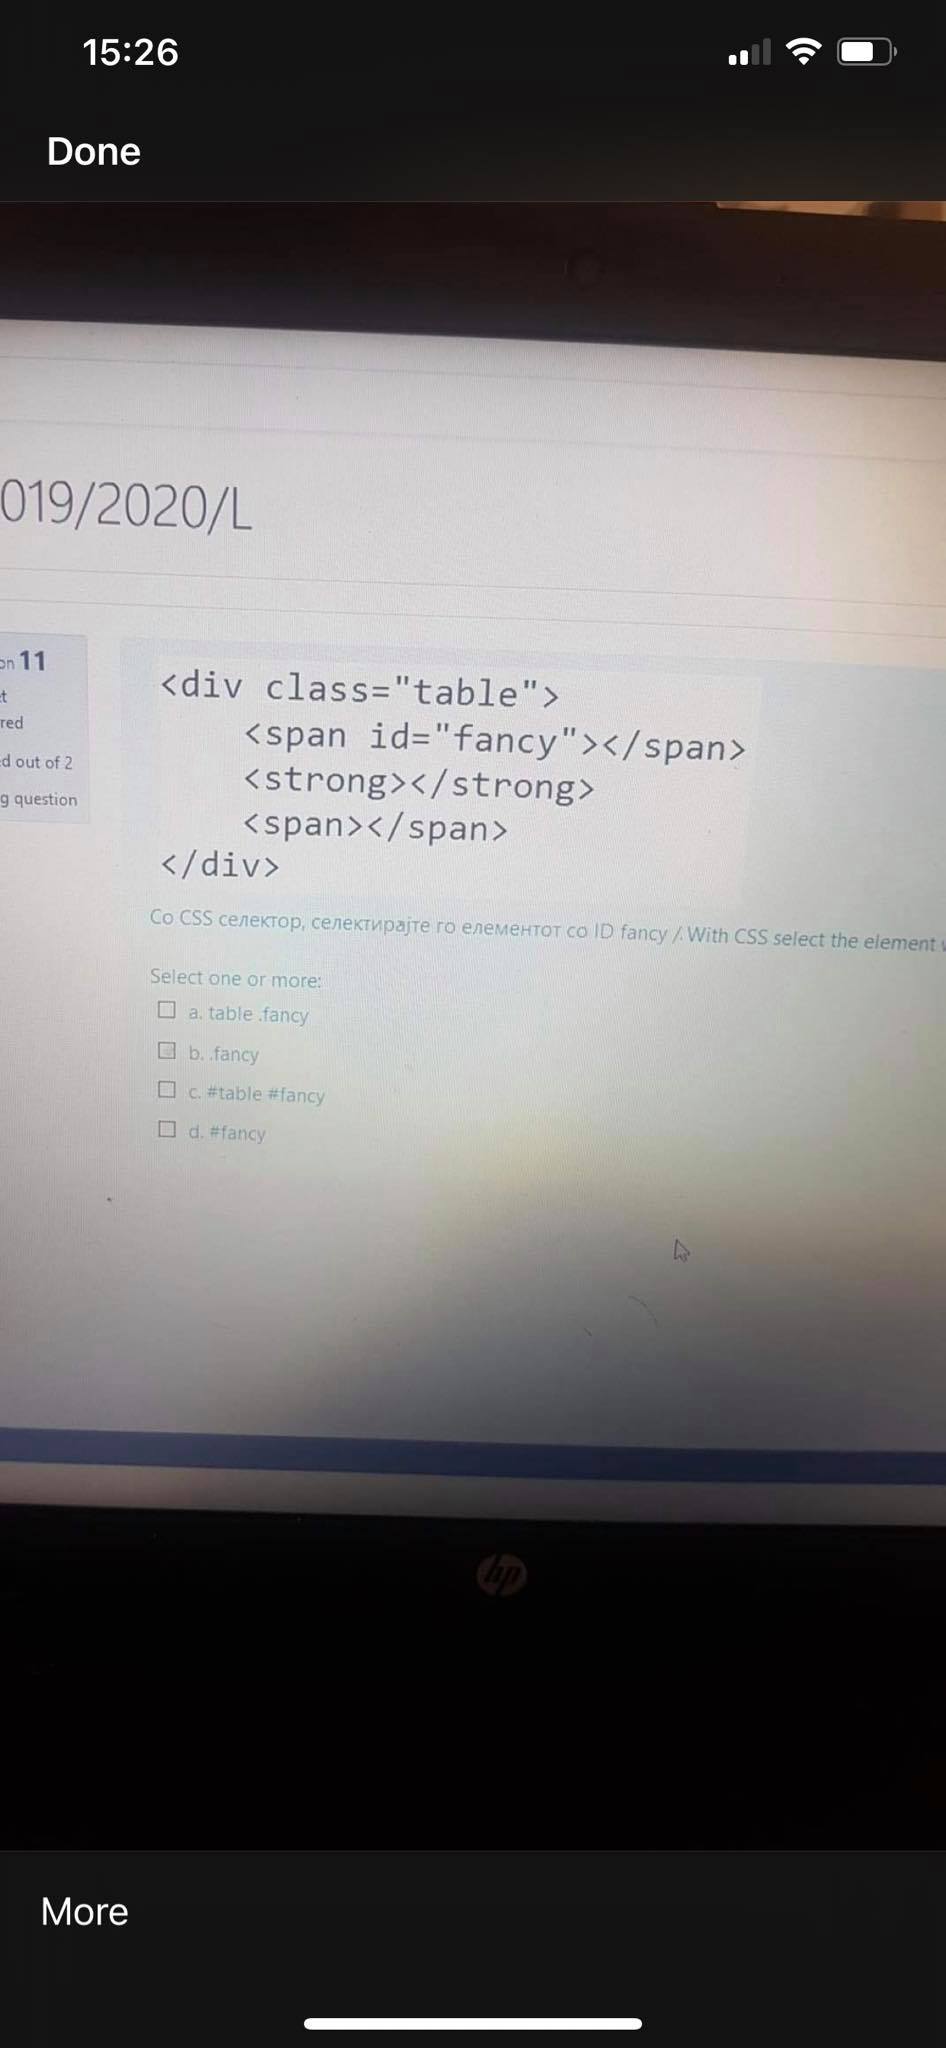 15:26
Done
019/2020/L
on 11
et
red
d out of 2
g question
<div class="table">
<span id="fancy"></span>
<strong></strong>
<span></span>
</div>
Со CSS селектор, селектирајте го елементот со ID fancy /. With CSS select the element
Select one or more:
a. table .fancy
b. .fancy
c. #table #fancy
d. #fancy
hp
More